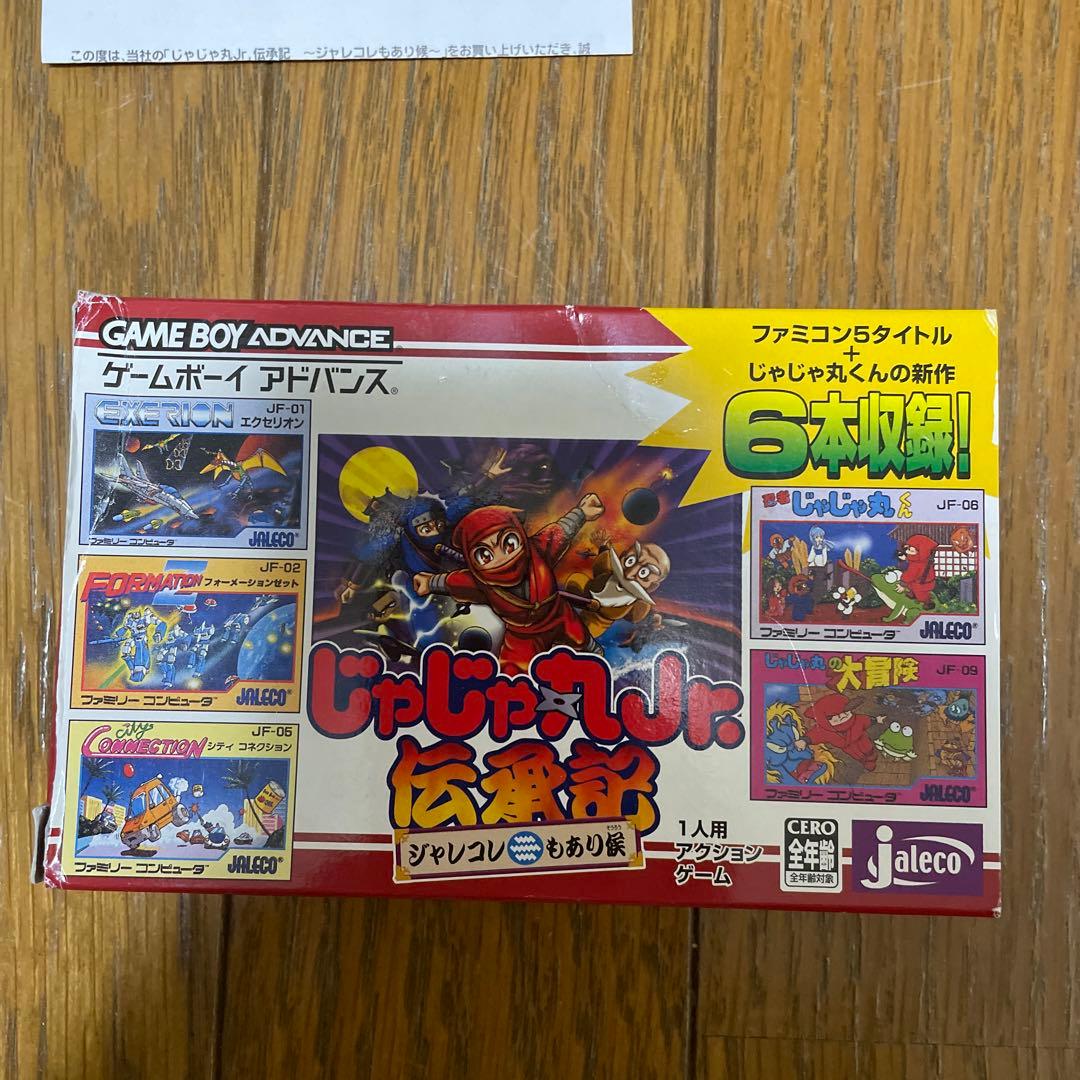 この度は、当社の「じゃじゃ丸Jr.伝承記 〜ジャレコレもあり候〜」をお買い上げいただき、誠
GAME BOY ADVANCE
ゲームボーイ アドバンス®
ファミコン5タイトル
+
じゃじゃ丸くんの新作
6本収録!
EXERION
JF-01
エクセリオン
ファミリー コンピュータ
JALECO®
FORMATION Z
JF-02
フォーメーションゼット
ファミリー コンピュータ
JALECO®
City CONNECTION
JF-05
シティ コネクション
ファミリー コンピュータ
JALECO®
忍者じゃじゃ丸くん
JF-06
ファミリー コンピュータ
JALECO®
じゃじゃ丸の大冒険
JF-09
ファミリー コンピュータ
JALECO®
じゃじゃ丸Jr.
伝承記
ジャレコレ もあり候
そうろう
1人用
アクション
ゲーム
CERO
全年齢
全年齢対象
jaleco